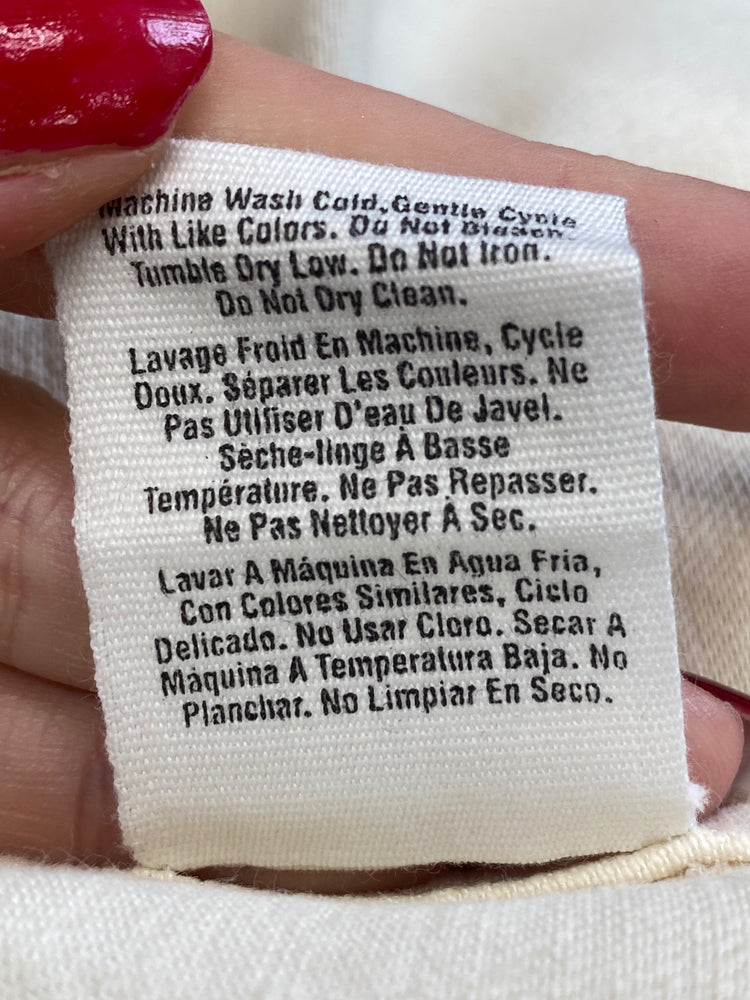 Machine Wash Cold, Gentle Cycle
With Like Colors. Do Not Bleach.
Tumble Dry Low. Do Not Iron.
Do Not Dry Clean.
Lavage Froid En Machine, Cycle
Doux. Séparer Les Couleurs. Ne
Pas Utiliser D'eau De Javel.
Sèche-linge À Basse
Température. Ne Pas Repasser.
Ne Pas Nettoyer À Sec.
Lavar A Máquina En Agua Fria,
Con Colores Similares, Ciclo
Delicado. No Usar Cloro. Secar A
Máquina A Temperatura Baja. No
Planchar. No Limpiar En Seco.